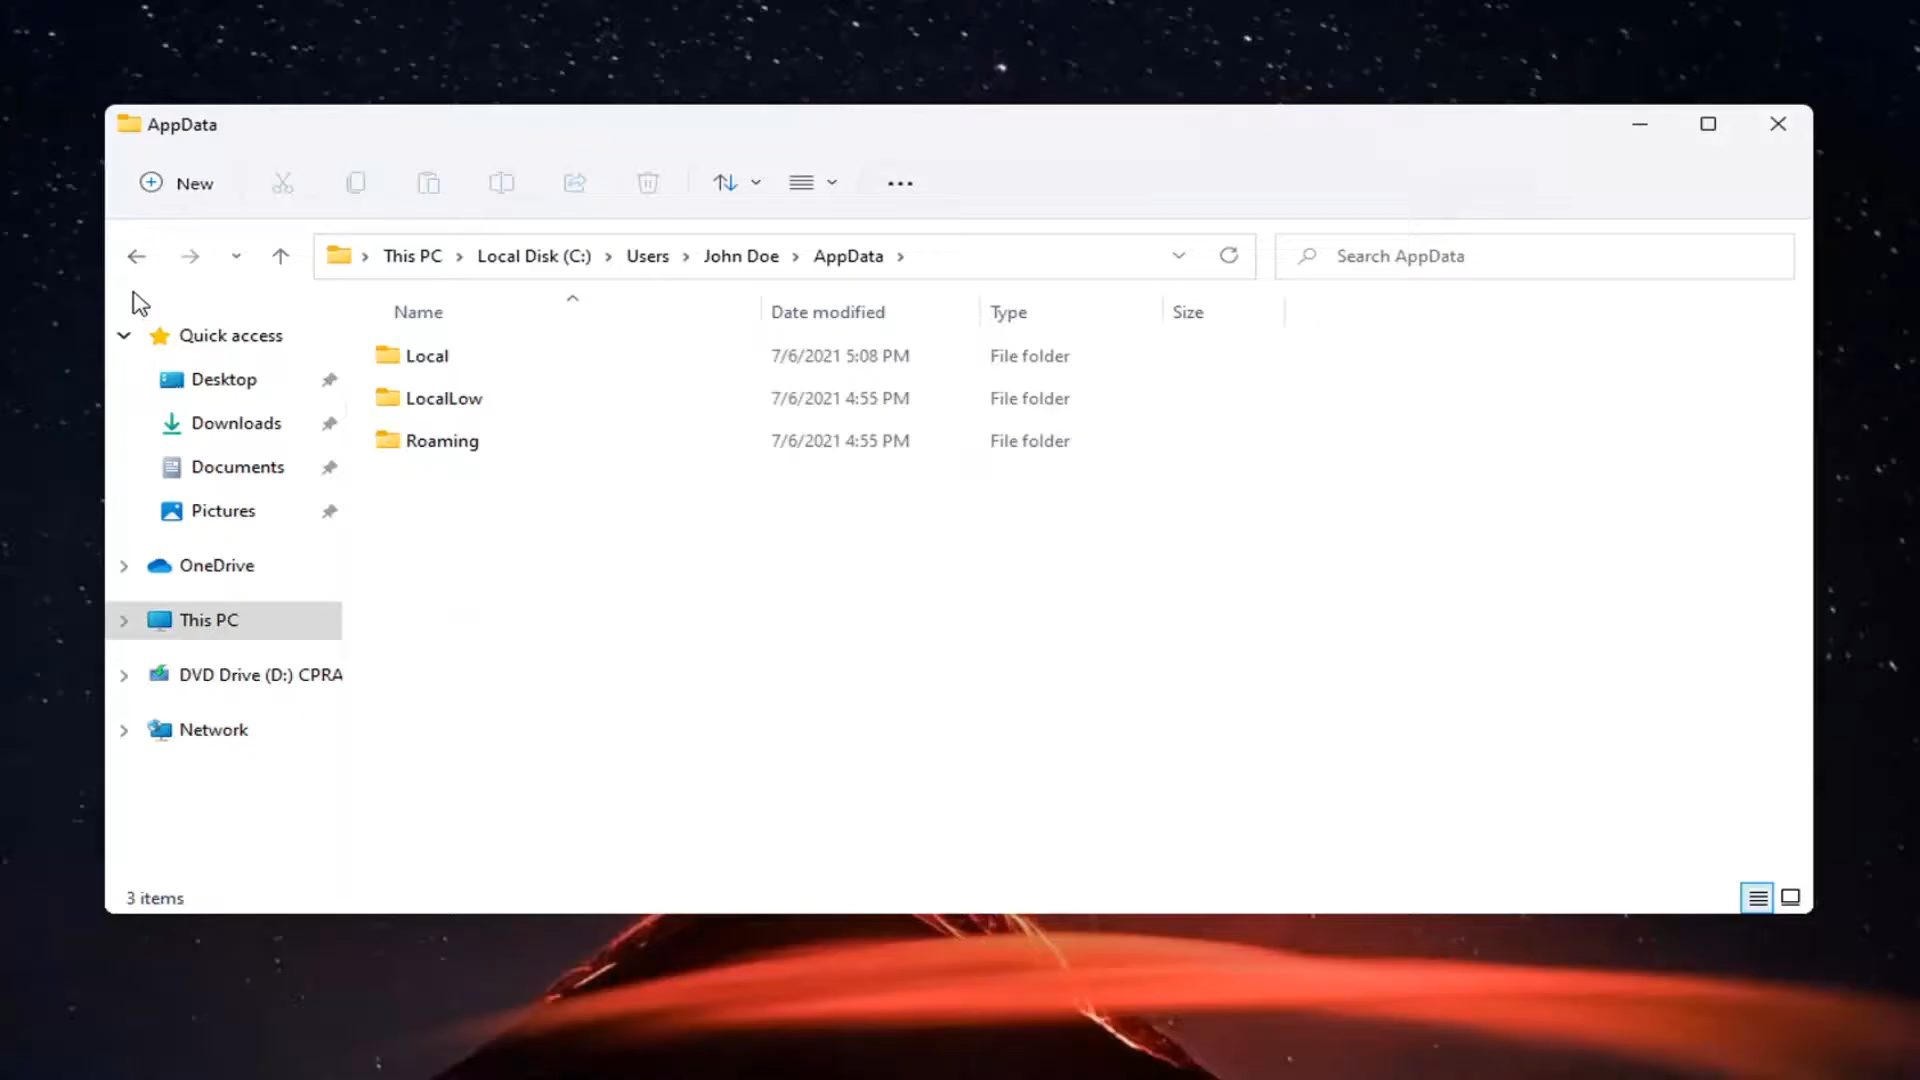 AppData
New
This PC > Local Disk (C:) > Users > John Doe > AppData >
Search AppData
Name Date modified Type Size
Quick access
Desktop
Downloads
Documents
Pictures
OneDrive
This PC
DVD Drive (D:) CPRA
Network
Local 7/6/2021 5:08 PM File folder
LocalLow 7/6/2021 4:55 PM File folder
Roaming 7/6/2021 4:55 PM File folder
3 items